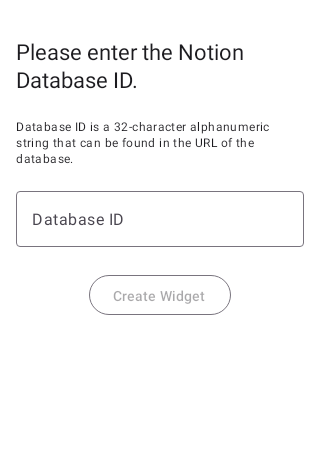 Please enter the Notion
Database ID.
Database ID is a 32-character alphanumeric
string that can be found in the URL of the
database.
Database ID
Create Widget